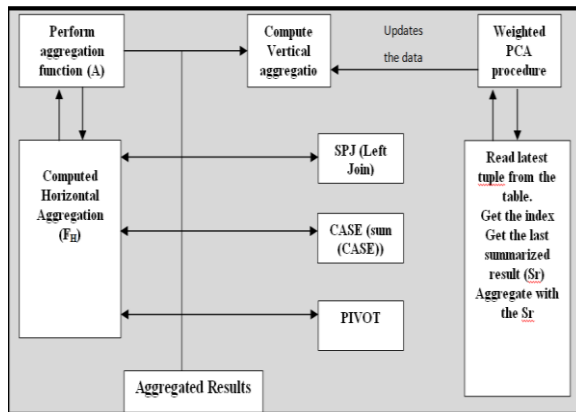 Perform
aggregation
function (A)
Compute
Vertical
aggregatio
Updates
the data
Weighted
PCA
procedure
Computed
Horizontal
Aggregation
(FH)
SPJ (Left
Join)
CASE (sum
(CASE))
PIVOT
Read latest
tuple from the
table.
Get the index
Get the last
summarized
result (Sr)
Aggregate with
the Sr
Aggregated Results